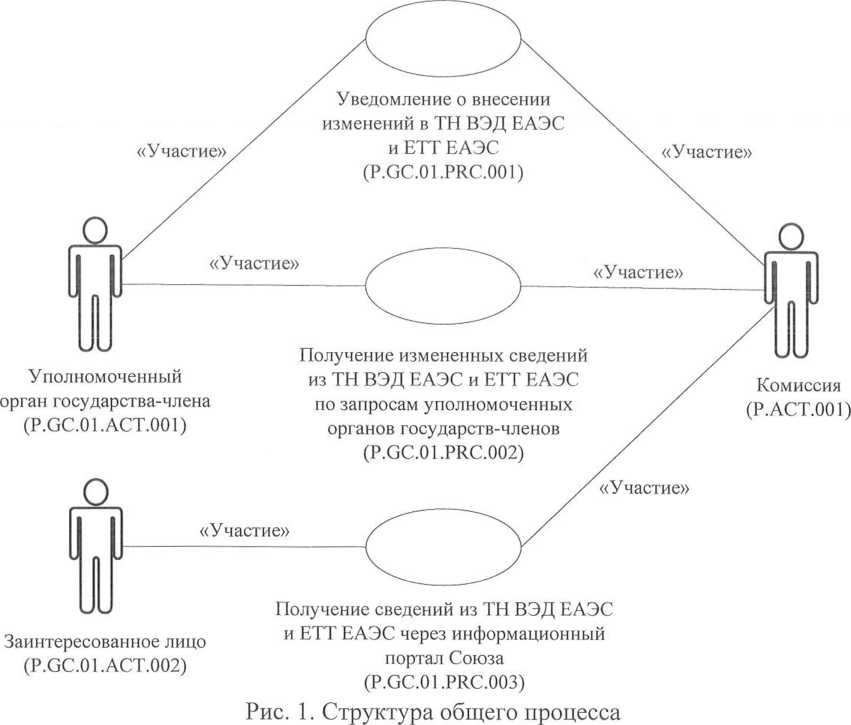 Уведомление о внесении
изменений в ТН ВЭД ЕАЭС
и ЕТТ ЕАЭС
(P.GC.01.PRC.001)
«Участие»
«Участие»
«Участие»
«Участие»
Уполномоченный
орган государства-члена
(P.GC.01.ACT.001)
Получение измененных сведений
из ТН ВЭД ЕАЭС и ЕТТ ЕАЭС
по запросам уполномоченных
органов государств-членов
(P.GC.01.PRC.002)
Комиссия
(P.ACT.001)
«Участие»
«Участие»
Заинтересованное лицо
(P.GC.01.ACT.002)
Получение сведений из ТН ВЭД ЕАЭС
и ЕТТ ЕАЭС через информационный
портал Союза
(P.GC.01.PRC.003)
Рис. 1. Структура общего процесса